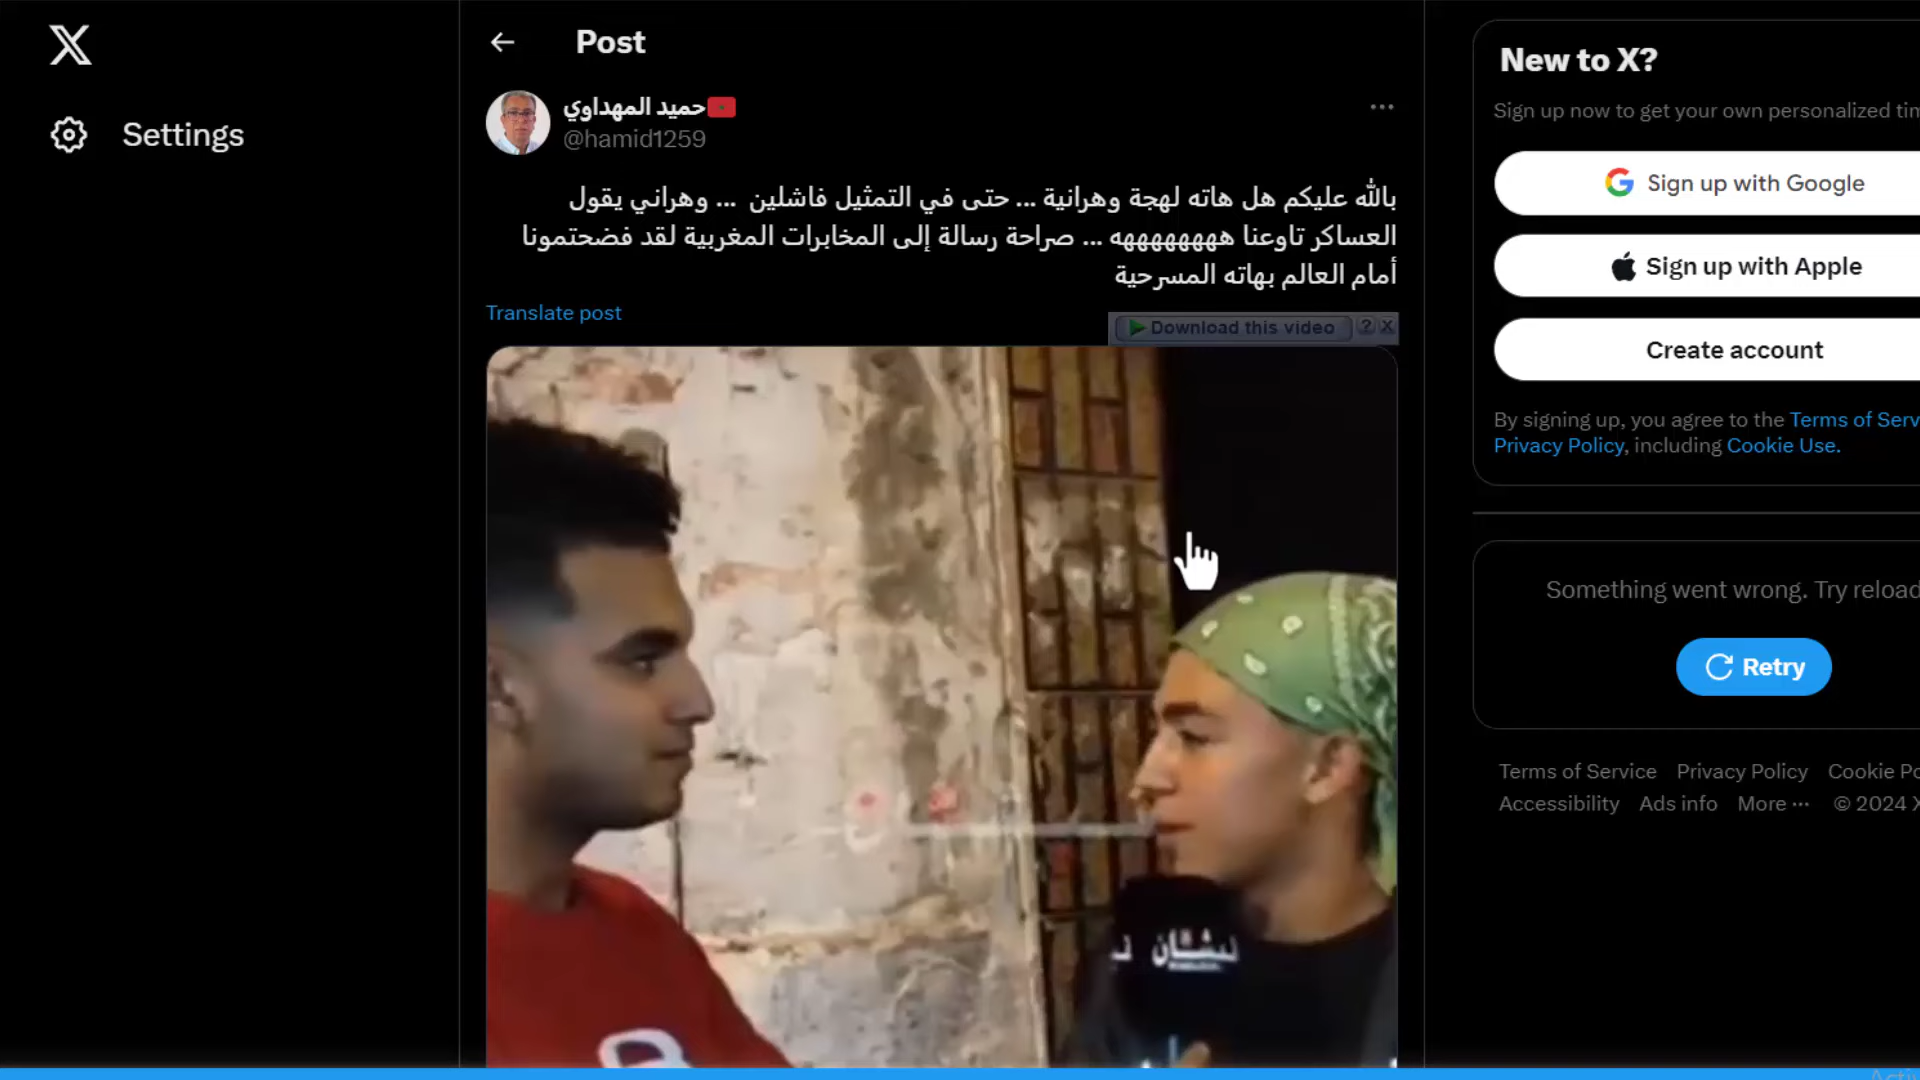 Settings
Post
حميد المهداوي
@hamid1259
بالله عليكم هل هاته لهجة وهرانية ... حتى في التمثيل فاشلين ... وهراني يقول
العساكر تاوعنا ههههههههه ... صراحة رسالة إلى المخابرات المغربية لقد فضحتمونا
أمام العالم بهاته المسرحية
Translate post
Download this video ? X
نيشان
New to X?
Sign up now to get your own personalized tim
Sign up with Google
Sign up with Apple
Create account
By signing up, you agree to the Terms of Serv
Privacy Policy, including Cookie Use.
Something went wrong. Try reload
Retry
Terms of Service Privacy Policy Cookie Po
Accessibility Ads info More ··· © 2024 X